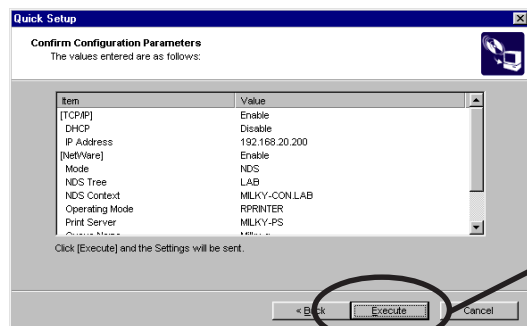 Quick Setup
Confirm Configuration Parameters
The values entered are as follows:
Item Value
[TCP/IP] Enable
DHCP Disable
IP Address 192.168.20.200
[NetWare] Enable
Mode NDS
NDS Tree LAB
NDS Context MILKY-CON.LAB
Operating Mode RPRINTER
Print Server MILKY-PS
Click [Execute] and the Settings will be sent.
< Back Execute Cancel